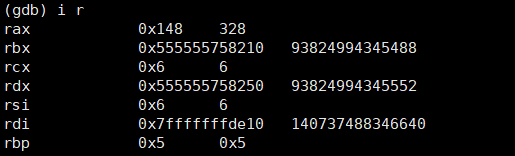 (gdb) i r
rax 0x148 328
rbx 0x555555758210 93824994345488
rcx 0x6 6
rdx 0x555555758250 93824994345552
rsi 0x6 6
rdi 0x7fffffffde10 140737488346640
rbp 0x5 0x5